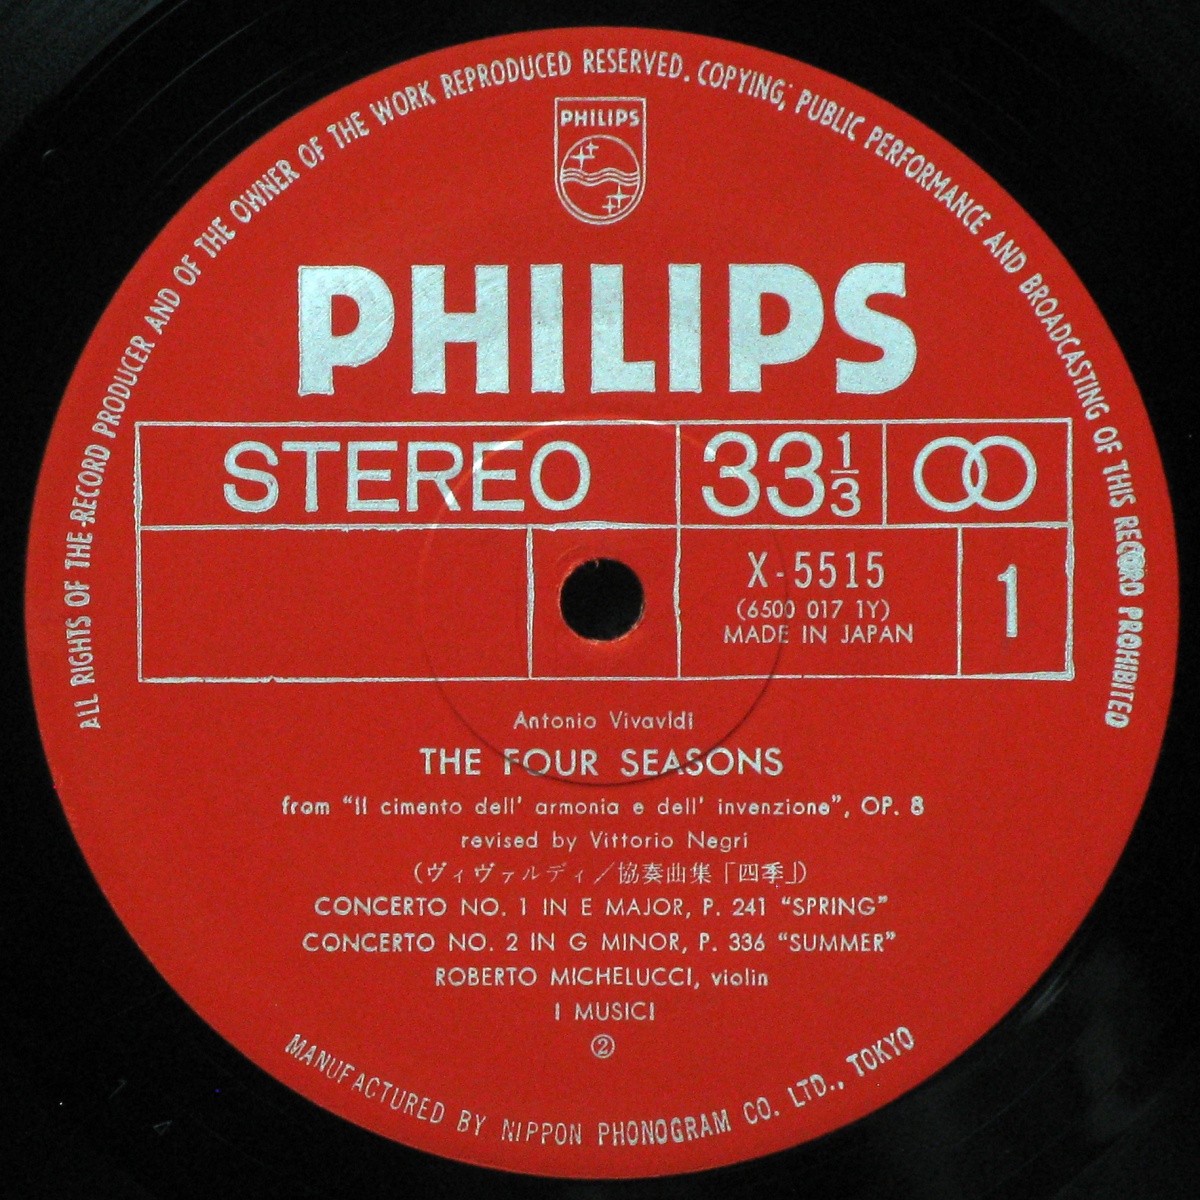 ALL RIGHTS OF THE RECORD PRODUCER AND OF THE OWNER OF THE WORK REPRODUCED RESERVED. COPYING, PUBLIC PERFORMANCE AND BROADCASTING OF THIS RECORD PROHIBITED
PHILIPS
PHILIPS
STEREO 33 1/3
X-5515
(6500 017 1Y)
MADE IN JAPAN
1
Antonio Vivavldi
THE FOUR SEASONS
from "Il cimento dell' armonia e dell' invenzione", OP. 8
revised by Vittorio Negri
(ヴィヴァルディ/協奏曲集「四季」)
CONCERTO NO. 1 IN E MAJOR, P. 241 "SPRING"
CONCERTO NO. 2 IN G MINOR, P. 336 "SUMMER"
ROBERTO MICHELUCCI, violin
I MUSICI
②
MANUFACTURED BY NIPPON PHONOGRAM CO. LTD., TOKYO